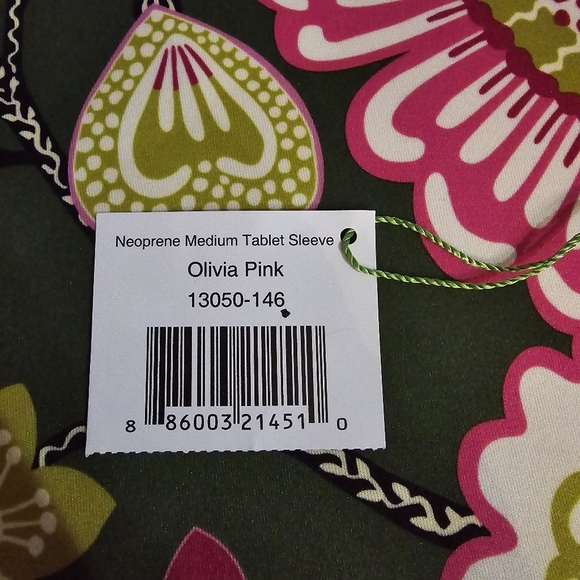 Neoprene Medium Tablet Sleeve
Olivia Pink
13050-146
8 86003 21451 0